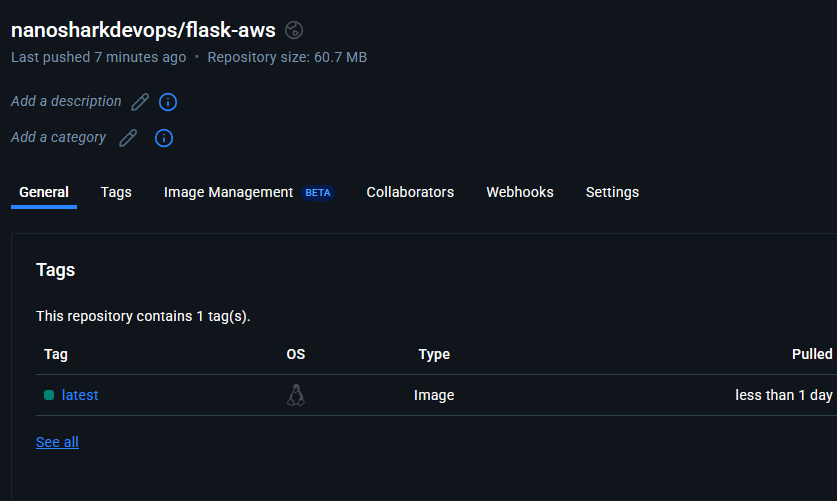 nanosharkdevops/flask-aws
Last pushed 7 minutes ago • Repository size: 60.7 MB
Add a description
Add a category
General Tags Image Management BETA Collaborators Webhooks Settings
Tags
This repository contains 1 tag(s).
Tag OS Type Pulled
latest Image less than 1 day
See all